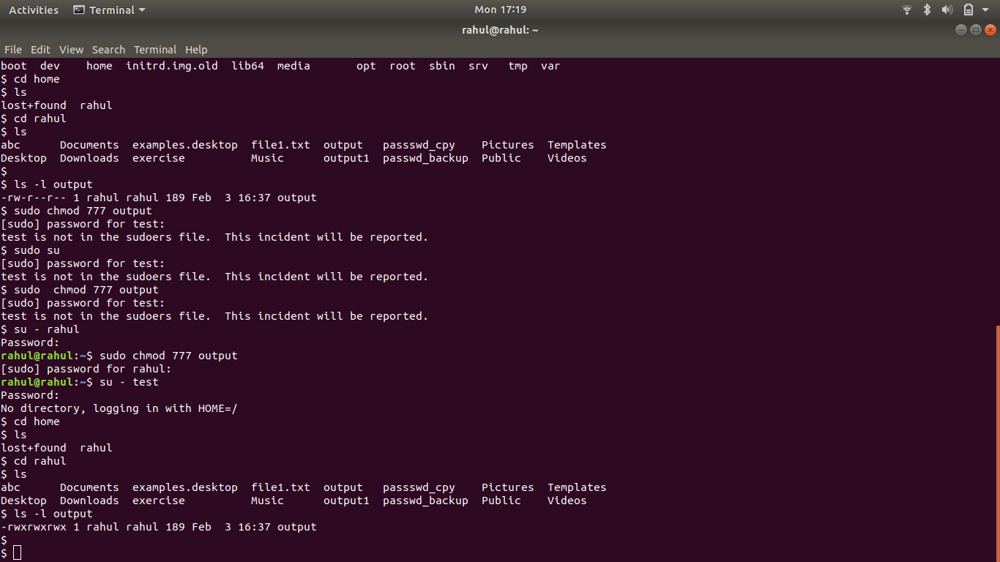 Activities Terminal Mon 17:19
rahul@rahul: ~
File Edit View Search Terminal Help
boot  dev    home  initrd.img.old  lib64  media       opt  root  sbin  srv   tmp  var
$ cd home
$ ls
lost+found  rahul
$ cd rahul
$ ls
abc      Documents  examples.desktop  file1.txt  output   passswd_cpy    Pictures  Templates
Desktop  Downloads  exercise          Music      output1  passwd_backup  Public    Videos
$
$ ls -l output
-rw-r--r-- 1 rahul rahul 189 Feb  3 16:37 output
$ sudo chmod 777 output
[sudo] password for test:
test is not in the sudoers file.  This incident will be reported.
$ sudo su
[sudo] password for test:
test is not in the sudoers file.  This incident will be reported.
$ sudo  chmod 777 output
[sudo] password for test:
test is not in the sudoers file.  This incident will be reported.
$ su - rahul
Password:
rahul@rahul:~$ sudo chmod 777 output
[sudo] password for rahul:
rahul@rahul:~$ su - test
Password:
No directory, logging in with HOME=/
$ cd home
$ ls
lost+found  rahul
$ cd rahul
$ ls
abc      Documents  examples.desktop  file1.txt  output   passswd_cpy    Pictures  Templates
Desktop  Downloads  exercise          Music      output1  passwd_backup  Public    Videos
$ ls -l output
-rwxrwxrwx 1 rahul rahul 189 Feb  3 16:37 output
$
$